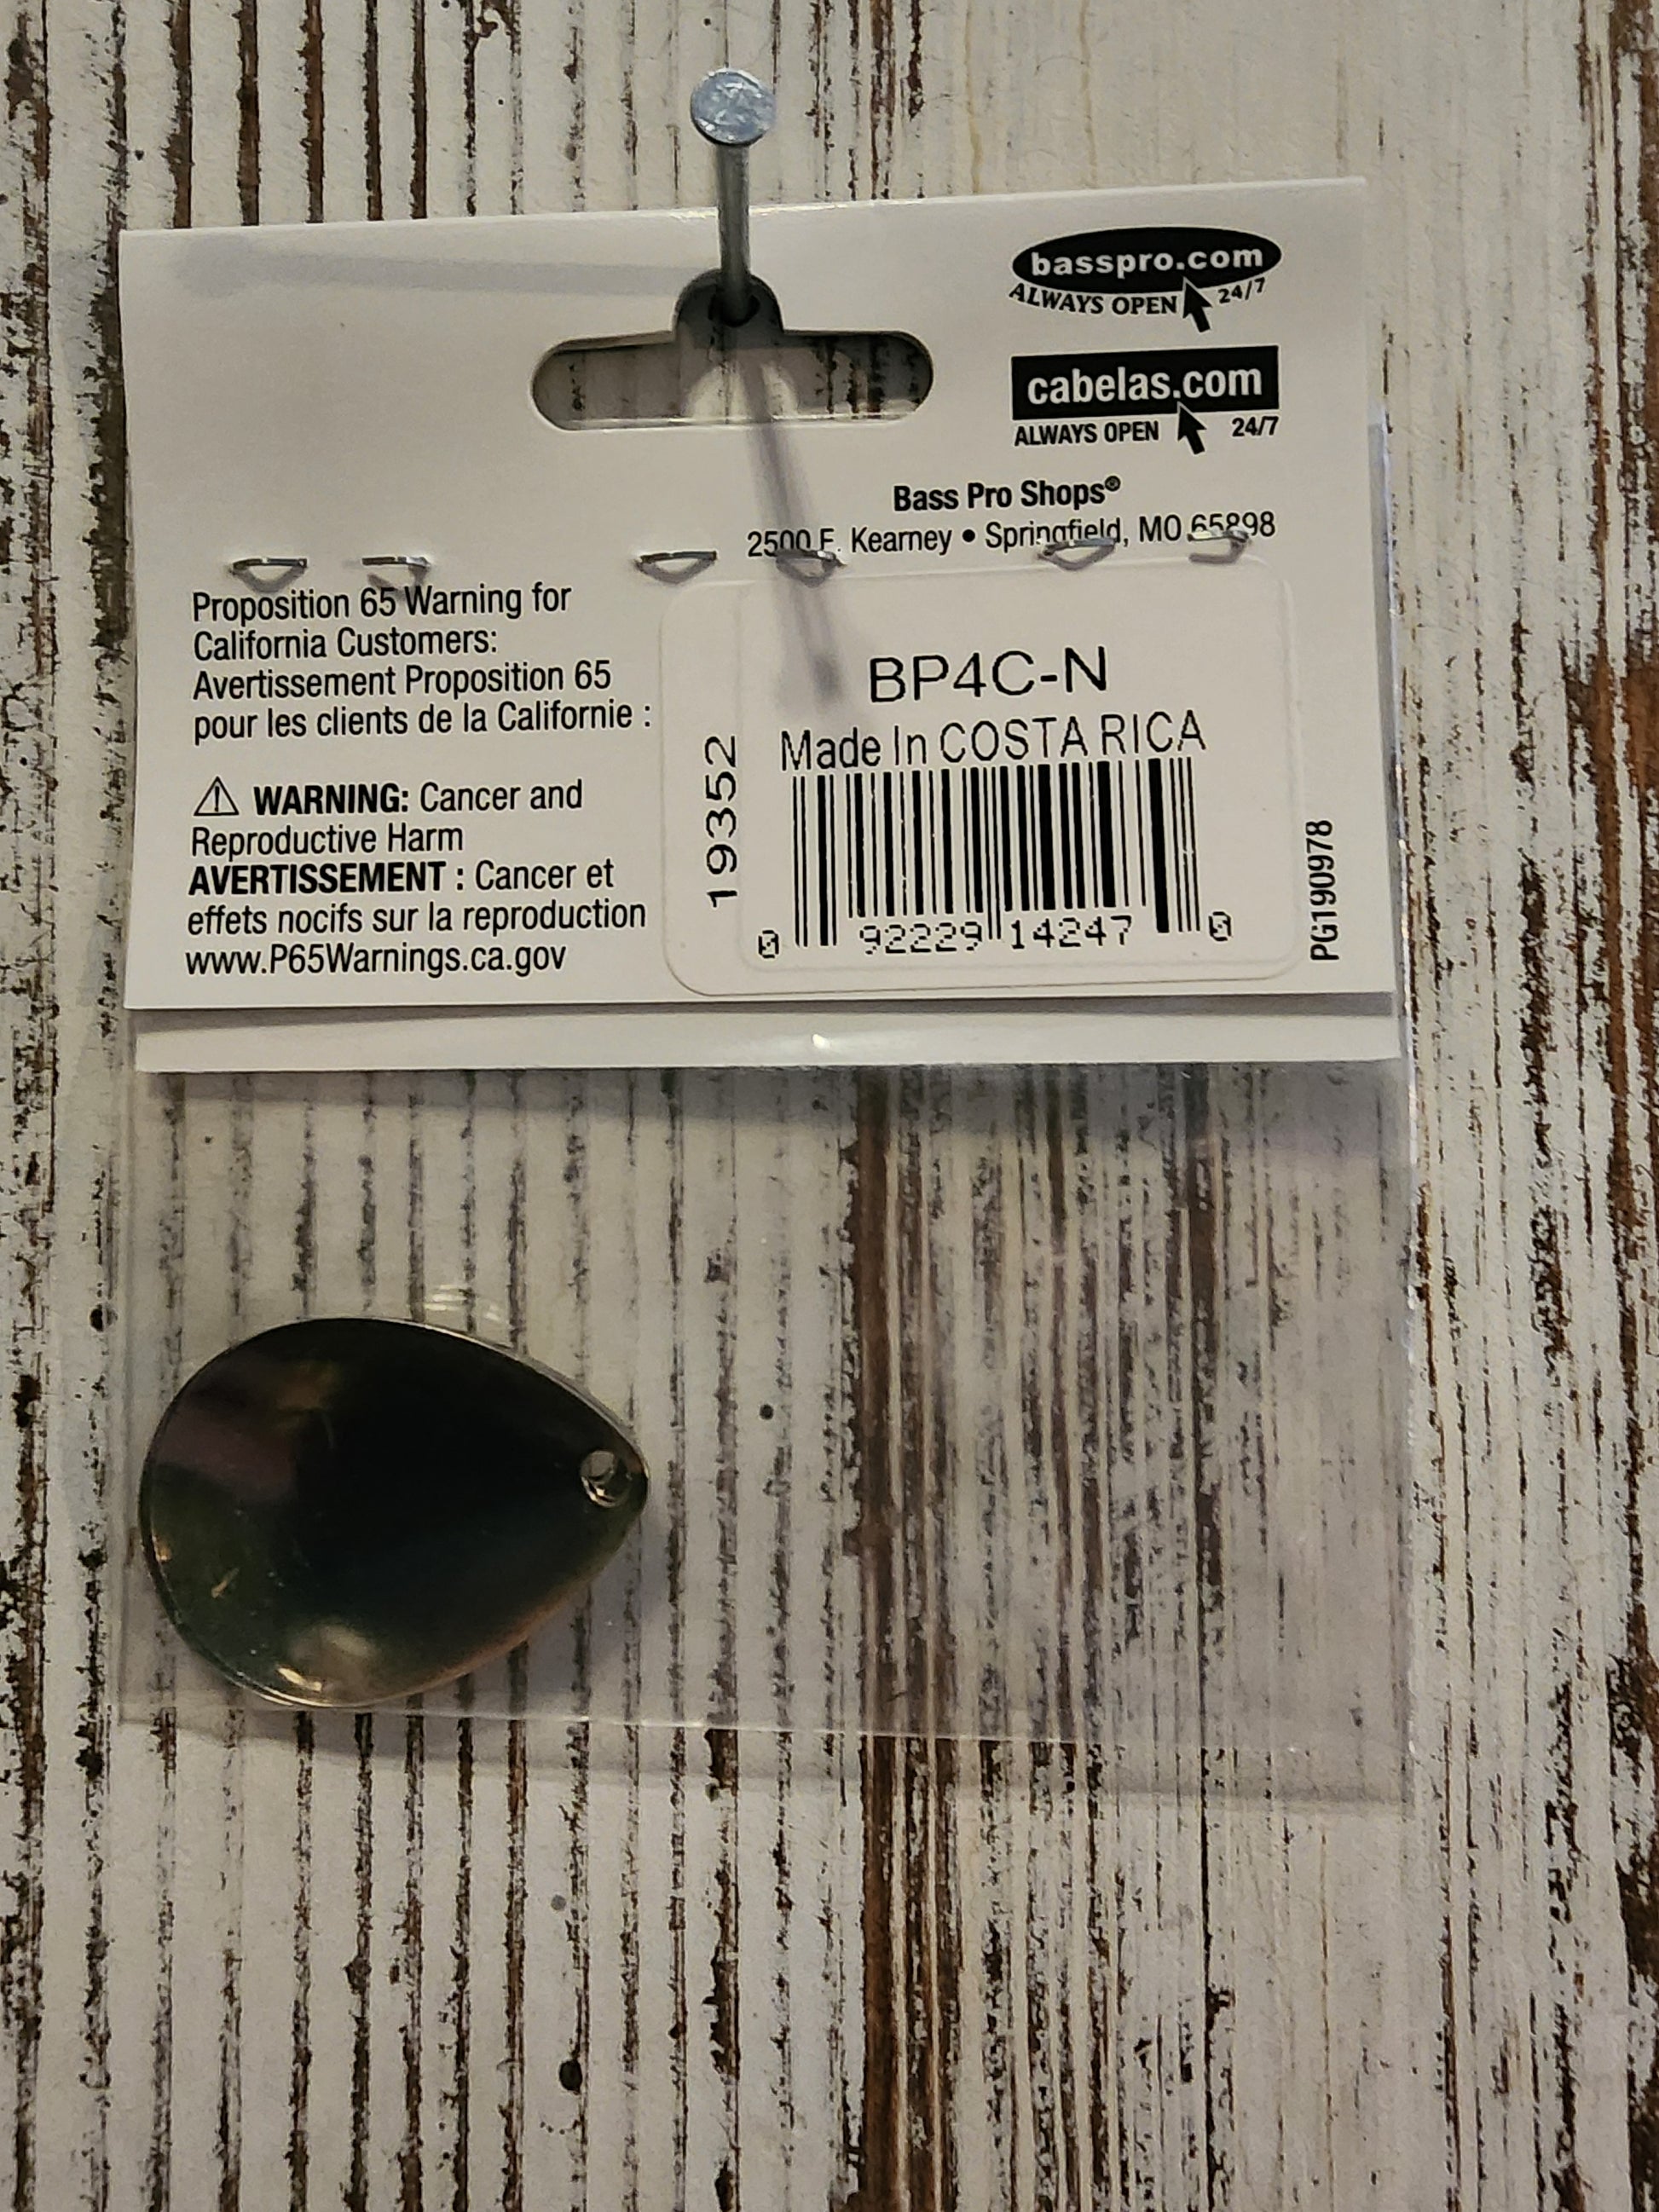 basspro.com
ALWAYS OPEN 24/7
cabelas.com
ALWAYS OPEN 24/7
Bass Pro Shops®
2500 E. Kearney • Springfield, MO 65898
Proposition 65 Warning for
California Customers:
Avertissement Proposition 65
pour les clients de la Californie :
⚠ WARNING: Cancer and
Reproductive Harm
AVERTISSEMENT : Cancer et
effets nocifs sur la reproduction
www.P65Warnings.ca.gov
BP4C-N
Made In COSTA RICA
19352
0 92229 14247 0
PG190978